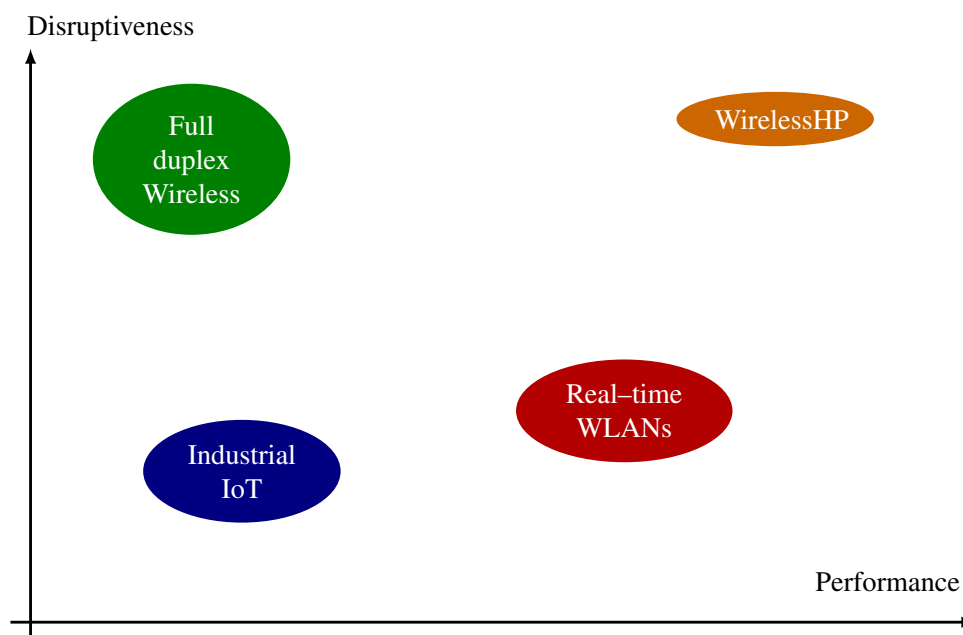 Disruptiveness
Full
duplex
Wireless
WirelessHP
Real–time
WLANs
Industrial
IoT
Performance